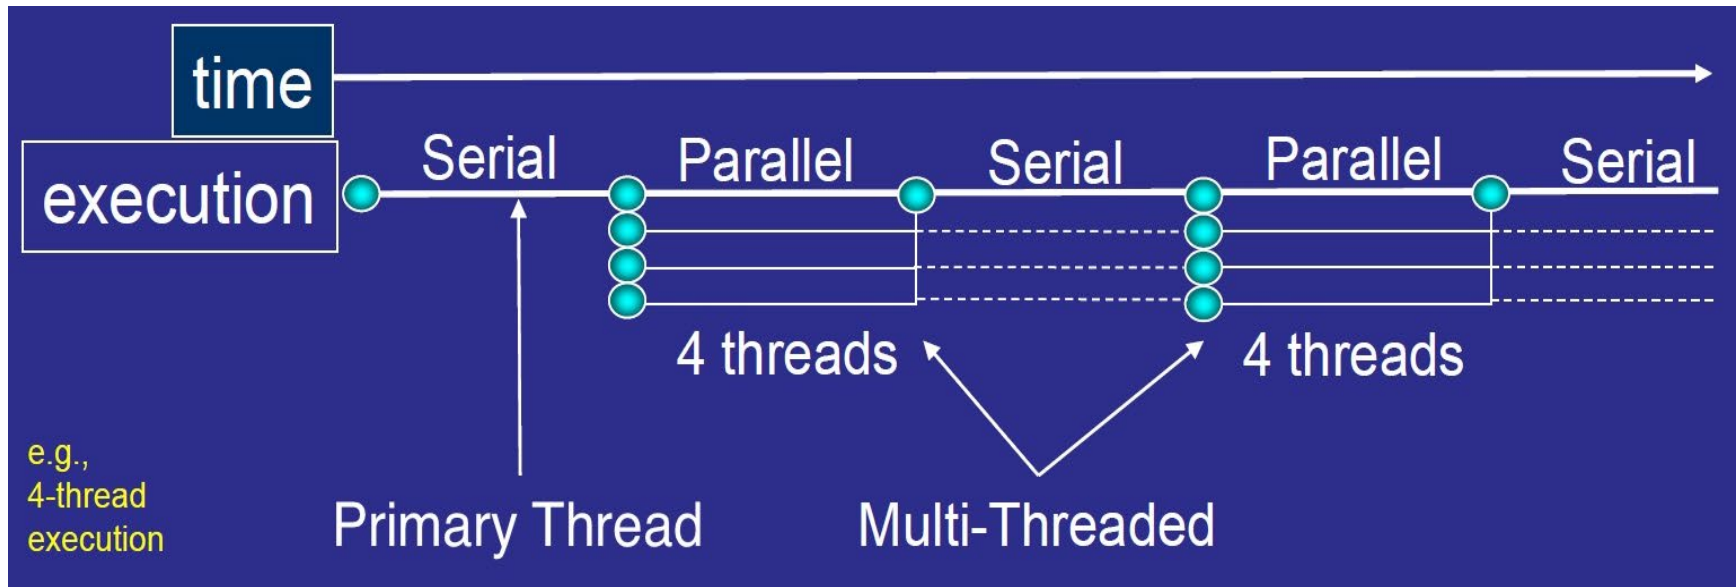 time
execution
Serial
Parallel
Serial
Parallel
Serial
4 threads
4 threads
e.g.,
4-thread
execution
Primary Thread
Multi-Threaded